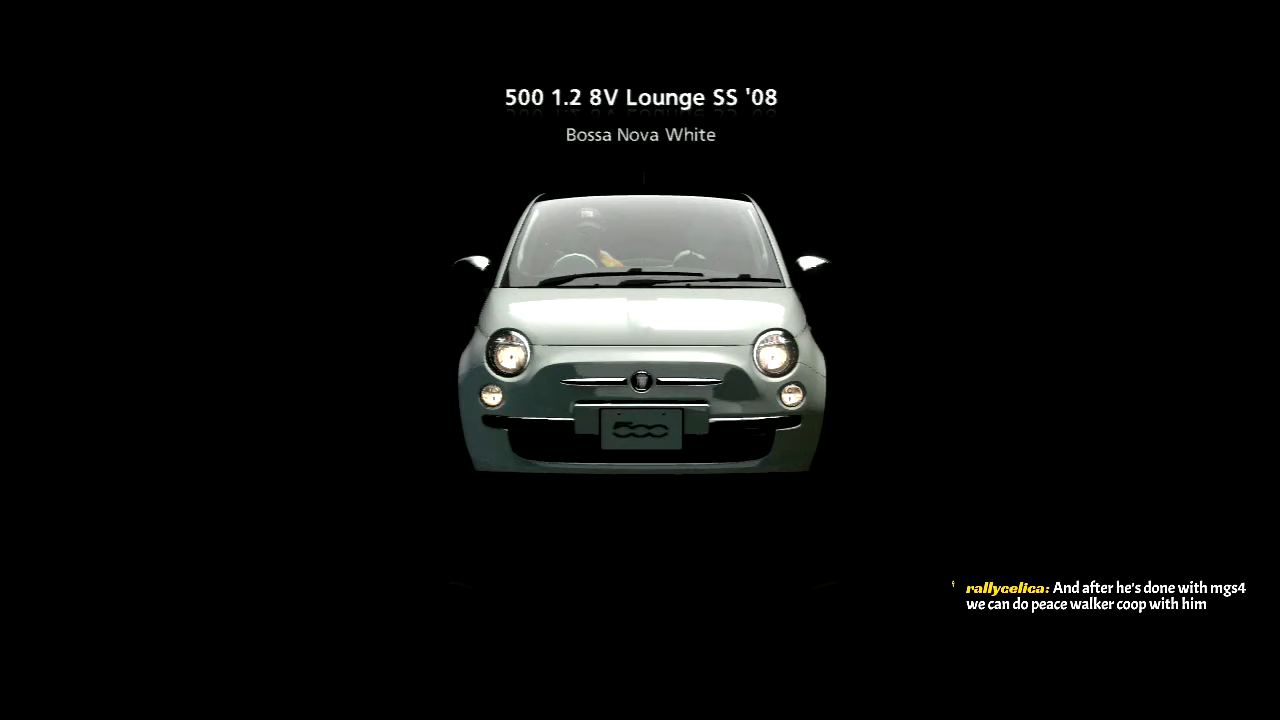 500 1.2 8V Lounge SS '08
Bossa Nova White
500
rallycelica: And after he's done with mgs4
we can do peace walker coop with him